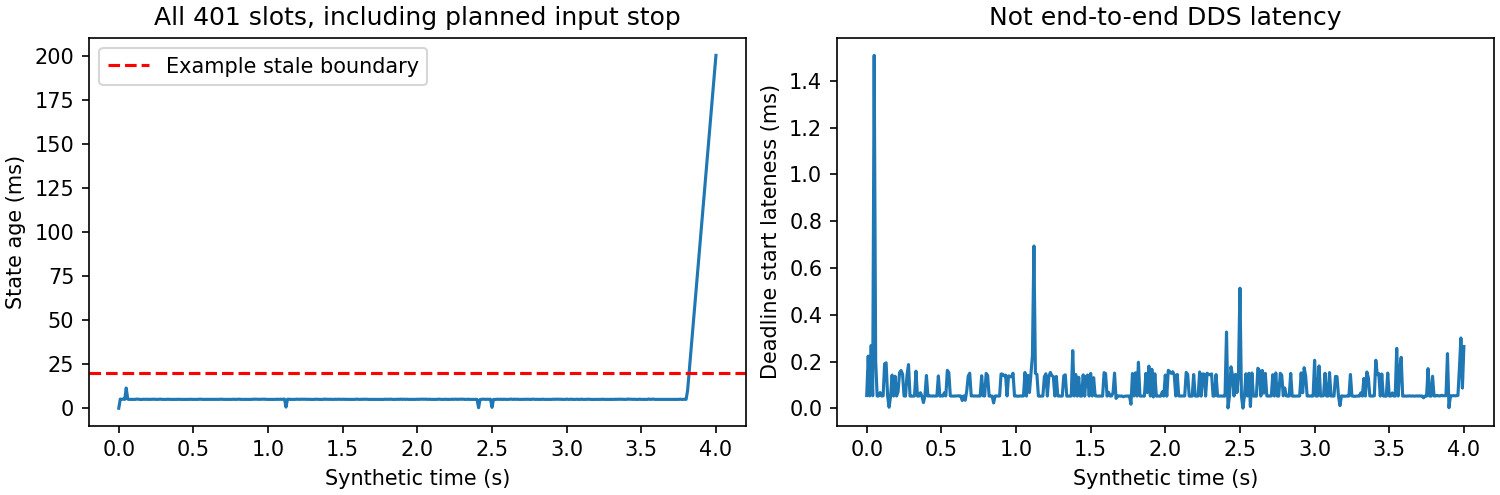 All 401 slots, including planned input stop
State age (ms)
200
175
150
125
100
75
50
25
0
Example stale boundary
0.0 0.5 1.0 1.5 2.0 2.5 3.0 3.5 4.0
Synthetic time (s)
Not end-to-end DDS latency
Deadline start lateness (ms)
1.4
1.2
1.0
0.8
0.6
0.4
0.2
0.0
0.0 0.5 1.0 1.5 2.0 2.5 3.0 3.5 4.0
Synthetic time (s)